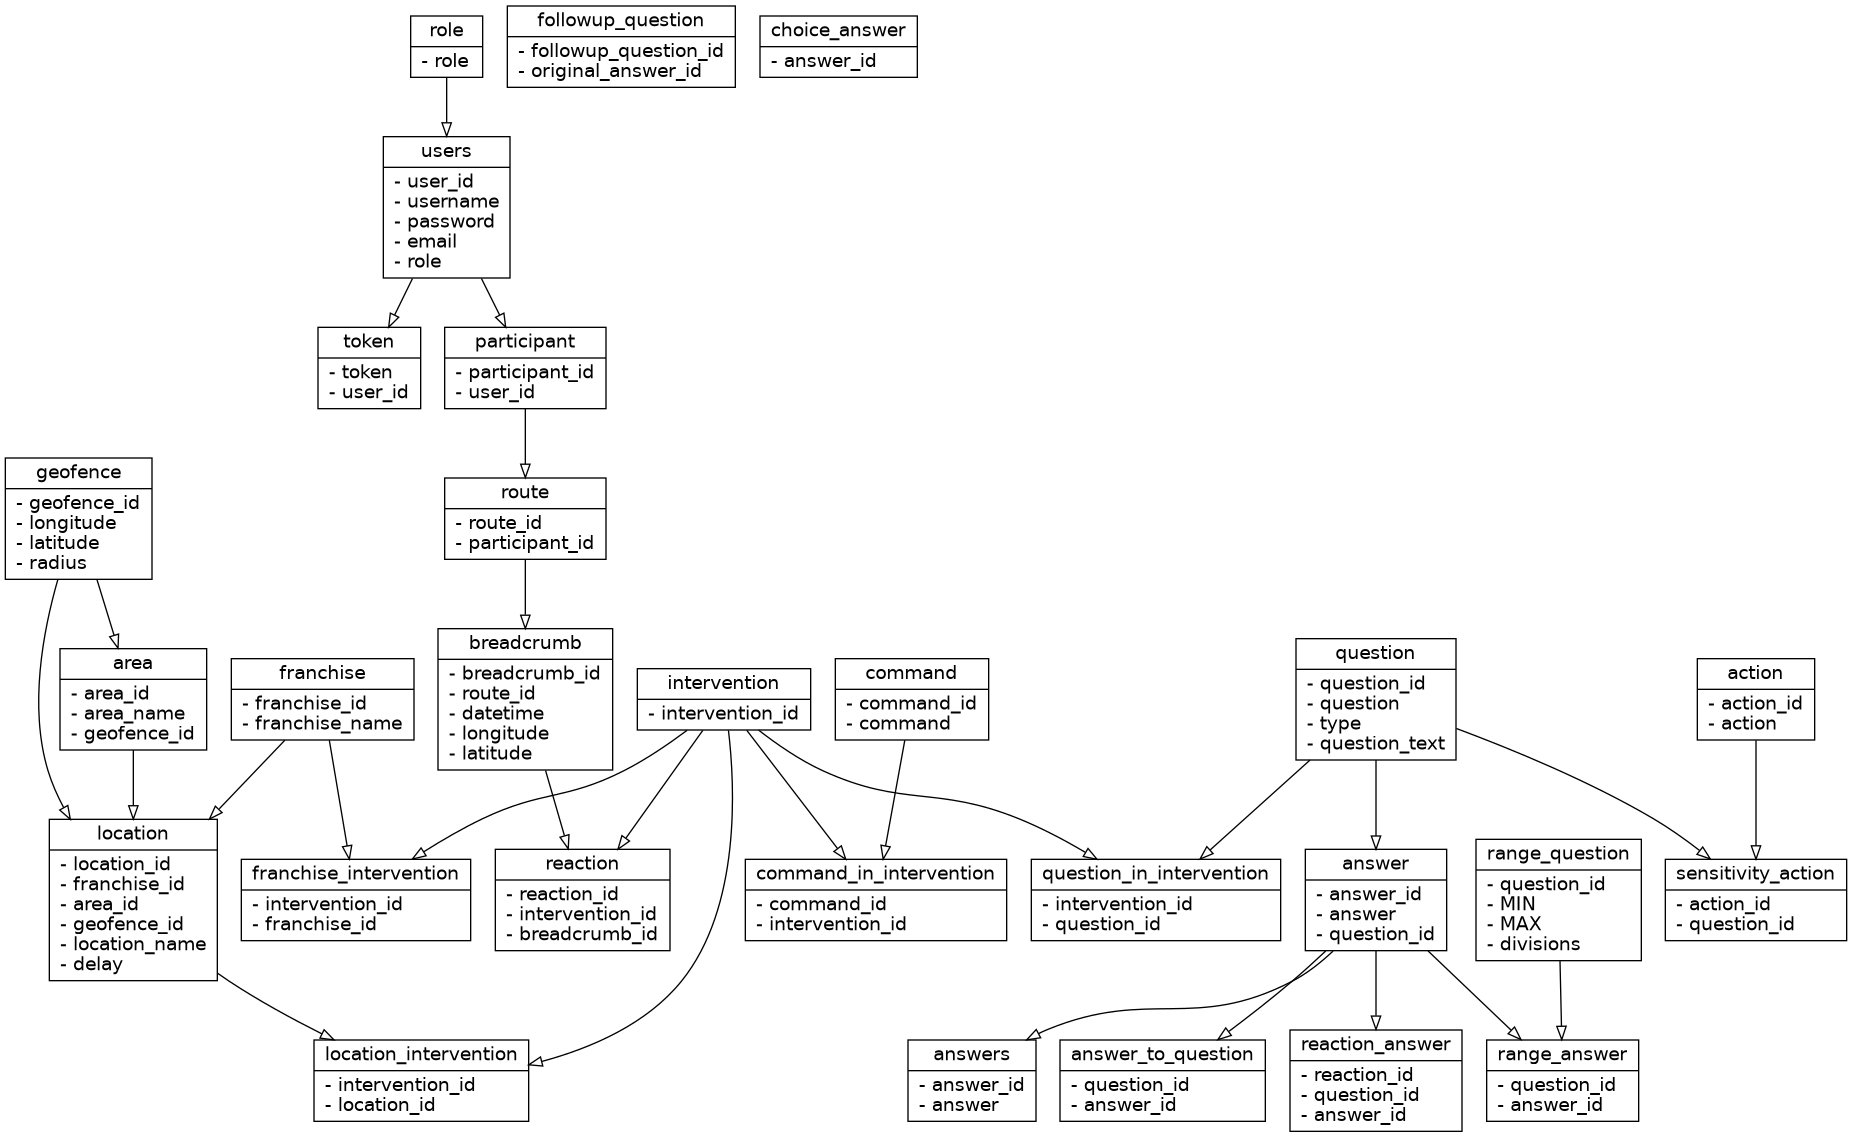 role
- role
followup_question
- followup_question_id
- original_answer_id
choice_answer
- answer_id
users
- user_id
- username
- password
- email
- role
token
- token
- user_id
participant
- participant_id
- user_id
geofence
- geofence_id
- longitude
- latitude
- radius
route
- route_id
- participant_id
area
- area_id
- area_name
- geofence_id
franchise
- franchise_id
- franchise_name
breadcrumb
- breadcrumb_id
- route_id
- datetime
- longitude
- latitude
intervention
- intervention_id
command
- command_id
- command
question
- question_id
- question
- type
- question_text
action
- action_id
- action
location
- location_id
- franchise_id
- area_id
- geofence_id
- location_name
- delay
franchise_intervention
- intervention_id
- franchise_id
reaction
- reaction_id
- intervention_id
- breadcrumb_id
command_in_intervention
- command_id
- intervention_id
question_in_intervention
- intervention_id
- question_id
answer
- answer_id
- answer
- question_id
range_question
- question_id
- MIN
- MAX
- divisions
sensitivity_action
- action_id
- question_id
location_intervention
- intervention_id
- location_id
answers
- answer_id
- answer
answer_to_question
- question_id
- answer_id
reaction_answer
- reaction_id
- question_id
- answer_id
range_answer
- question_id
- answer_id